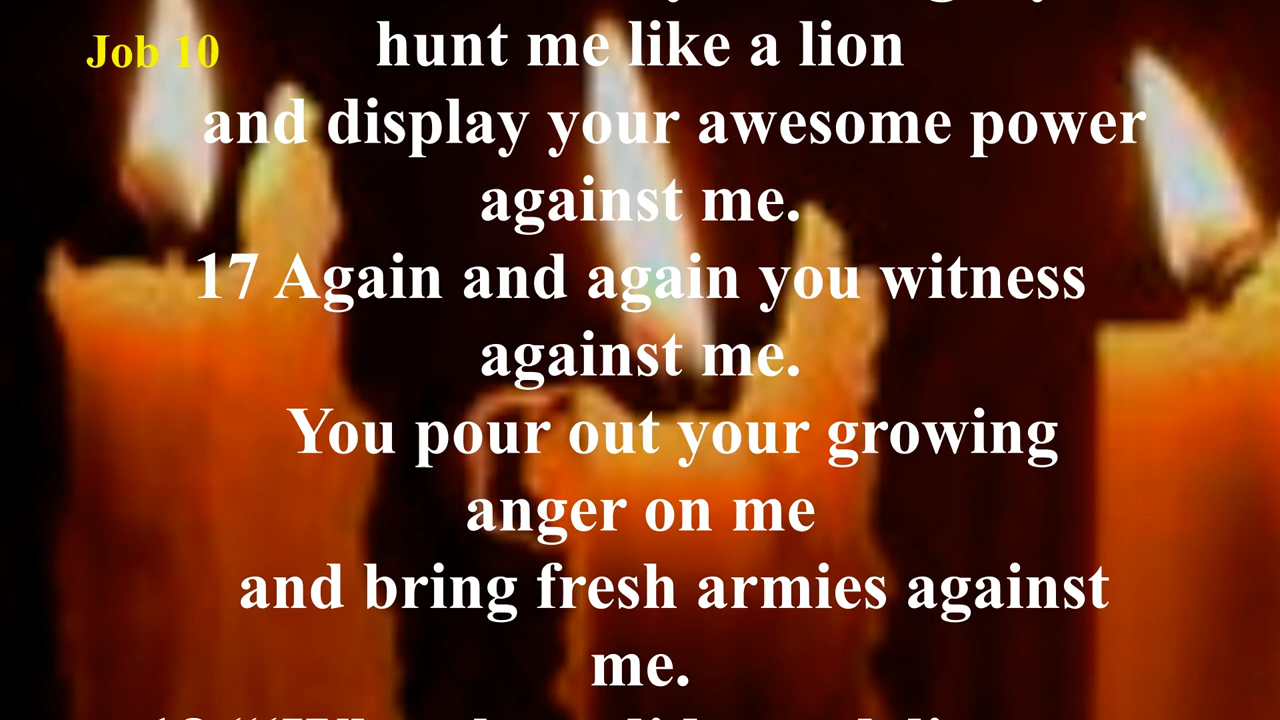 Job 10
hunt me like a lion
and display your awesome power
against me.
17 Again and again you witness
against me.
You pour out your growing
anger on me
and bring fresh armies against
me.